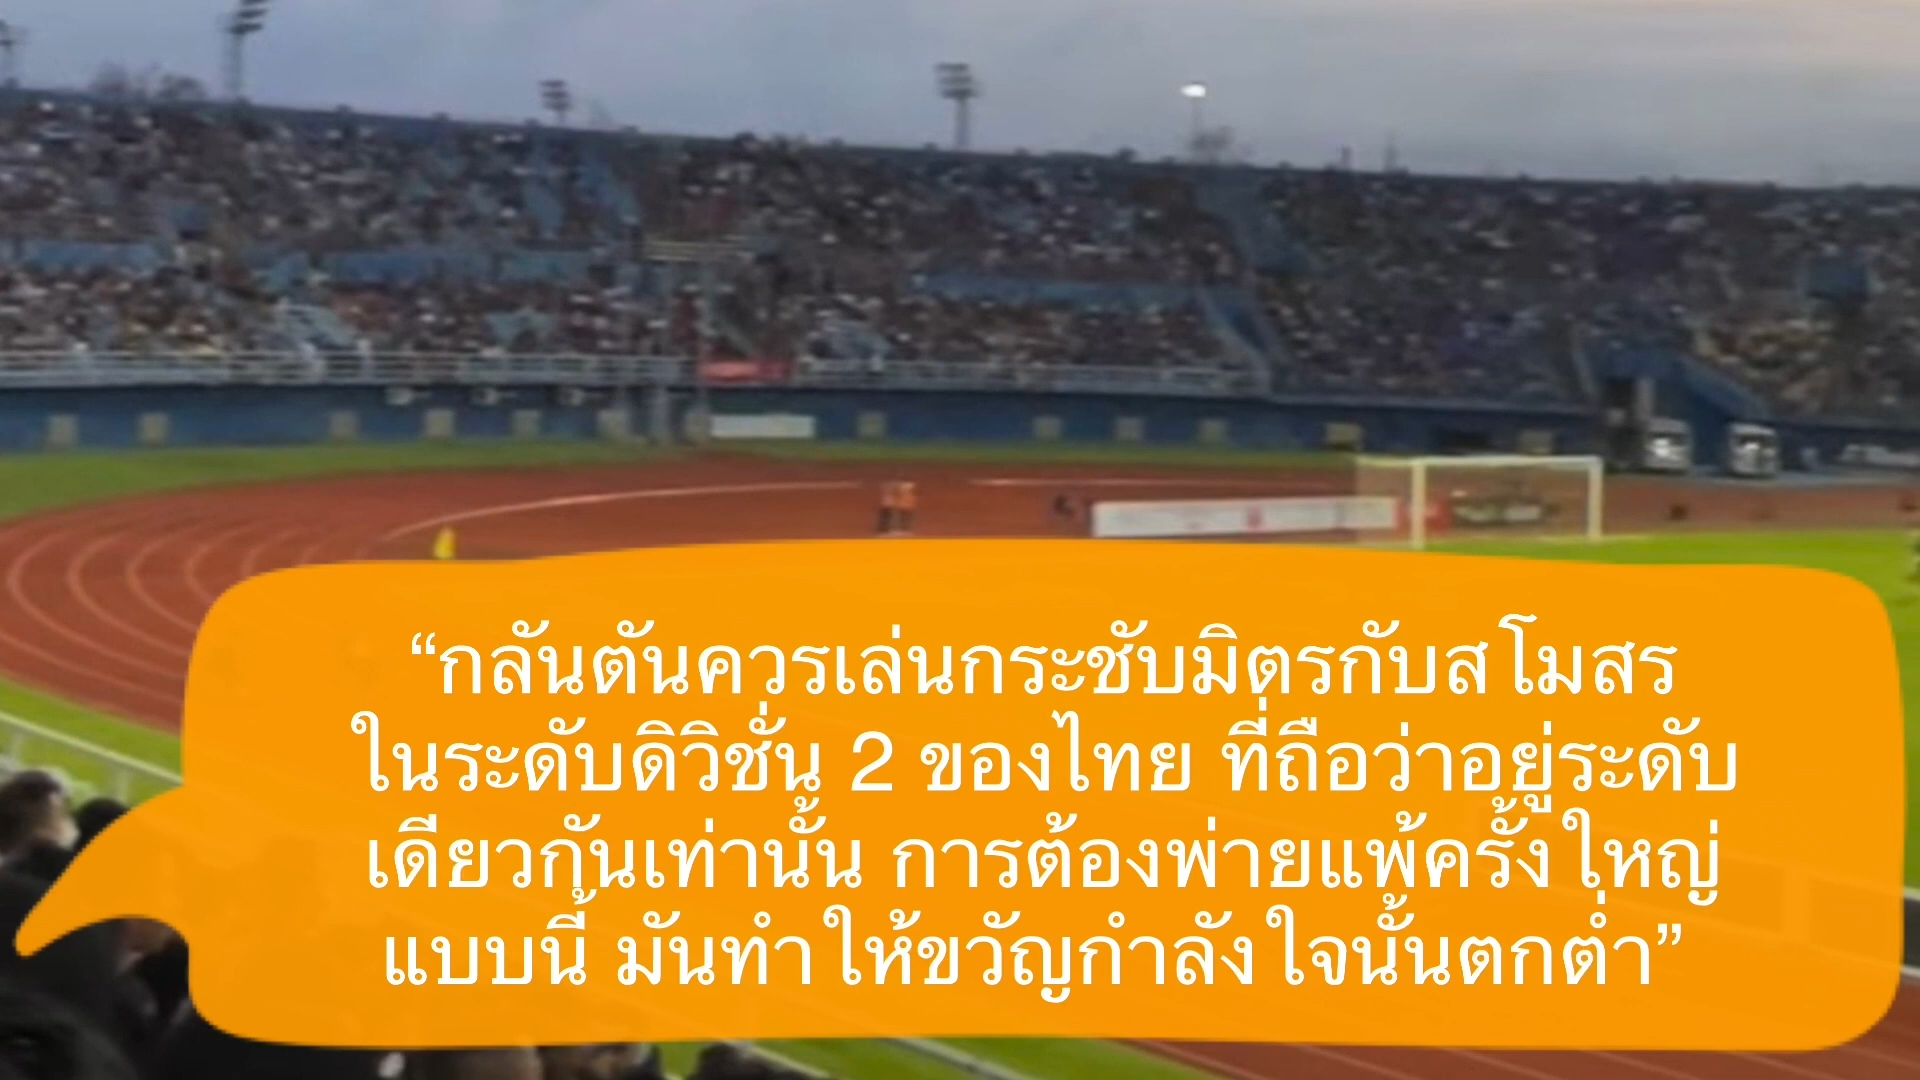 “กลันตันควรเล่นกระชับมิตรกับสโมสร
ในระดับดิวิชั่น 2 ของไทย ที่ถือว่าอยู่ระดับ
เดียวกันเท่านั้น การต้องพ่ายแพ้ครั้งใหญ่
แบบนี้ มันทำให้ขวัญกำลังใจนั้นตกต่ำ”